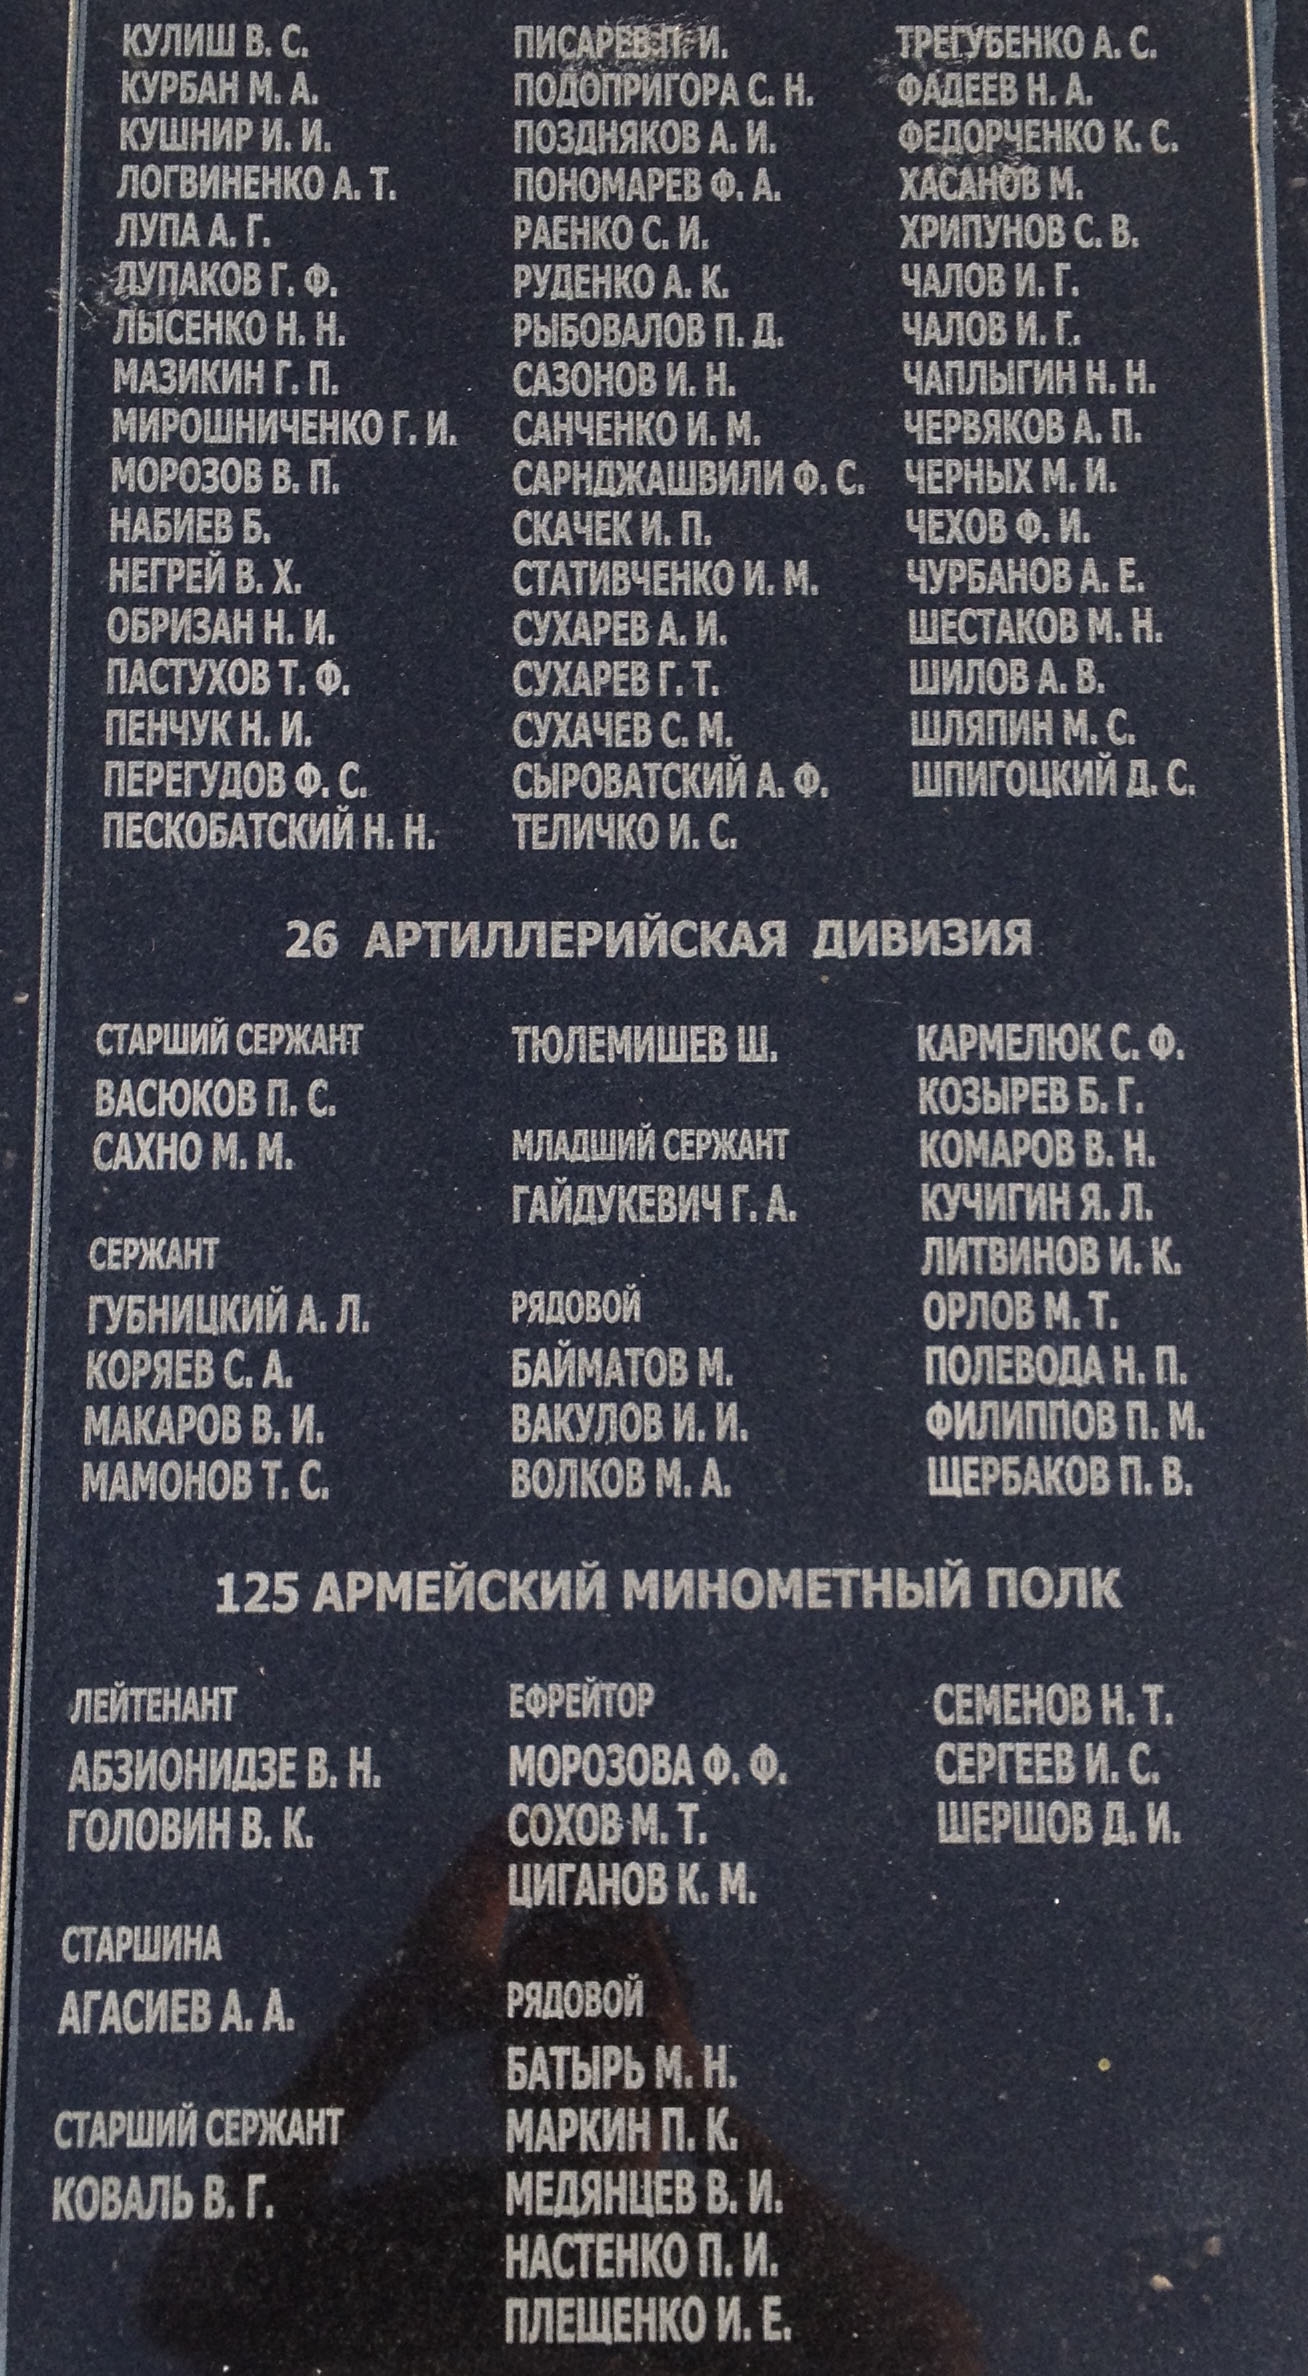 КУЛИШ В. С.
КУРБАН М. А.
КУШНИР И. И.
ЛОГВИНЕНКО А. Т.
ЛУПА А. Г.
ЛУПАКОВ Г. Ф.
ЛЫСЕНКО Н. Н.
МАЗИКИН Г. П.
МИРОШНИЧЕНКО Г. И.
МОРОЗОВ В. П.
НАБИЕВ Б.
НЕГРЕЙ В. Х.
ОБРИЗАН Н. И.
ПАСТУХОВ Т. Ф.
ПЕНЧУК Н. И.
ПЕРЕГУДОВ Ф. С.
ПЕСКОБАТСКИЙ Н. Н.
ПИСАРЕВ П. И.
ПОДОПРИГОРА С. Н.
ПОЗДНЯКОВ А. И.
ПОНОМАРЕВ Ф. А.
РАЕНКО С. И.
РУДЕНКО А. К.
РЫБОВАЛОВ П. Д.
САЗОНОВ И. Н.
САНЧЕНКО И. М.
САРНДЖАШВИЛИ Ф. С.
СКАЧЕК И. П.
СТАТИВЧЕНКО И. М.
СУХАРЕВ А. И.
СУХАРЕВ Г. Т.
СУХАЧЕВ С. М.
СЫРОВАТСКИЙ А. Ф.
ТЕЛИЧКО И. С.
ТРЕГУБЕНКО А. С.
ФАДЕЕВ Н. А.
ФЕДОРЧЕНКО К. С.
ХАСАНОВ М.
ХРИПУНОВ С. В.
ЧАЛОВ И. Г.
ЧАЛОВ И. Г.
ЧАПЛЫГИН Н. Н.
ЧЕРВЯКОВ А. П.
ЧЕРНЫХ М. И.
ЧЕХОВ Ф. И.
ЧУРБАНОВ А. Е.
ШЕСТАКОВ М. Н.
ШИЛОВ А. В.
ШЛЯПИН М. С.
ШПИГОЦКИЙ Д. С.
26 АРТИЛЛЕРИЙСКАЯ ДИВИЗИЯ
СТАРШИЙ СЕРЖАНТ
ВАСЮКОВ П. С.
САХНО М. М.
СЕРЖАНТ
ГУБНИЦКИЙ А. Л.
КОРЯЕВ С. А.
МАКАРОВ В. И.
МАМОНОВ Т. С.
ТЮЛЕМИШЕВ Ш.
МЛАДШИЙ СЕРЖАНТ
ГАЙДУКЕВИЧ Г. А.
РЯДОВОЙ
БАЙМАТОВ М.
ВАКУЛОВ И. И.
ВОЛКОВ М. А.
КАРМЕЛЮК С. Ф.
КОЗЫРЕВ Б. Г.
КОМАРОВ В. Н.
КУЧИГИН Я. Л.
ЛИТВИНОВ И. К.
ОРЛОВ М. Т.
ПОЛЕВОДА Н. П.
ФИЛИППОВ П. М.
ЩЕРБАКОВ П. В.
125 АРМЕЙСКИЙ МИНОМЕТНЫЙ ПОЛК
ЛЕЙТЕНАНТ
АБЗИОНИДЗЕ В. Н.
ГОЛОВИН В. К.
СТАРШИНА
АГАСИЕВ А. А.
СТАРШИЙ СЕРЖАНТ
КОВАЛЬ В. Г.
ЕФРЕЙТОР
МОРОЗОВА Ф. Ф.
СОХОВ М. Т.
ЦИГАНОВ К. М.
РЯДОВОЙ
БАТЫРЬ М. Н.
МАРКИН П. К.
МЕДЯНЦЕВ В. И.
НАСТЕНКО П. И.
ПЛЕЩЕНКО И. Е.
СЕМЕНОВ Н. Т.
СЕРГЕЕВ И. С.
ШЕРШОВ Д. И.